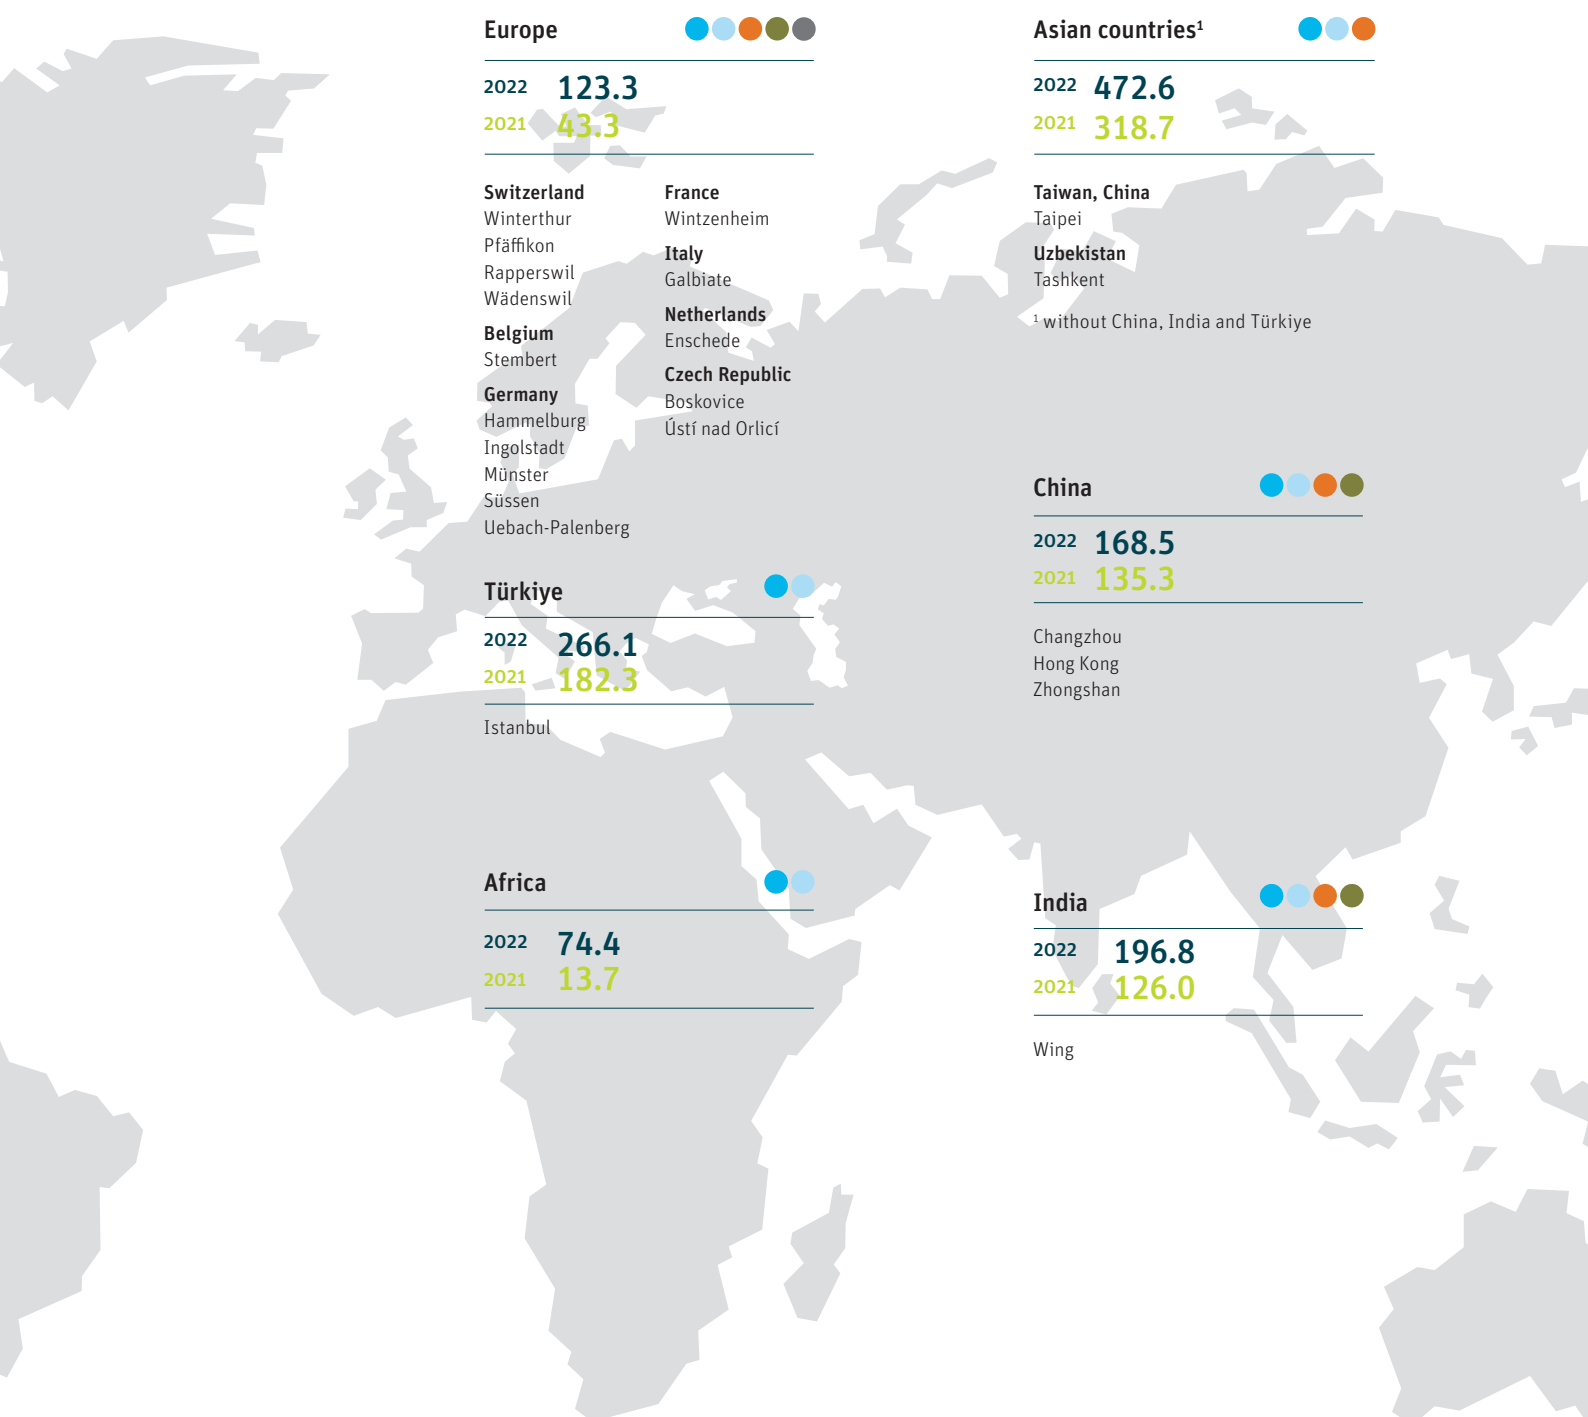 Europe
2022 123.3
2021 43.3
Switzerland
Winterthur
Pfäffikon
Rapperswil
Wädenswil
Belgium
Stembert
Germany
Hammelburg
Ingolstadt
Münster
Süssen
Uebach-Palenberg
France
Wintzenheim
Italy
Galbiate
Netherlands
Enschede
Czech Republic
Boskovice
Ústí nad Orlicí
Türkiye
2022 266.1
2021 182.3
Istanbul
Africa
2022 74.4
2021 13.7
Asian countries¹
2022 472.6
2021 318.7
Taiwan, China
Taipei
Uzbekistan
Tashkent
¹ without China, India and Türkiye
China
2022 168.5
2021 135.3
Changzhou
Hong Kong
Zhongshan
India
2022 196.8
2021 126.0
Wing